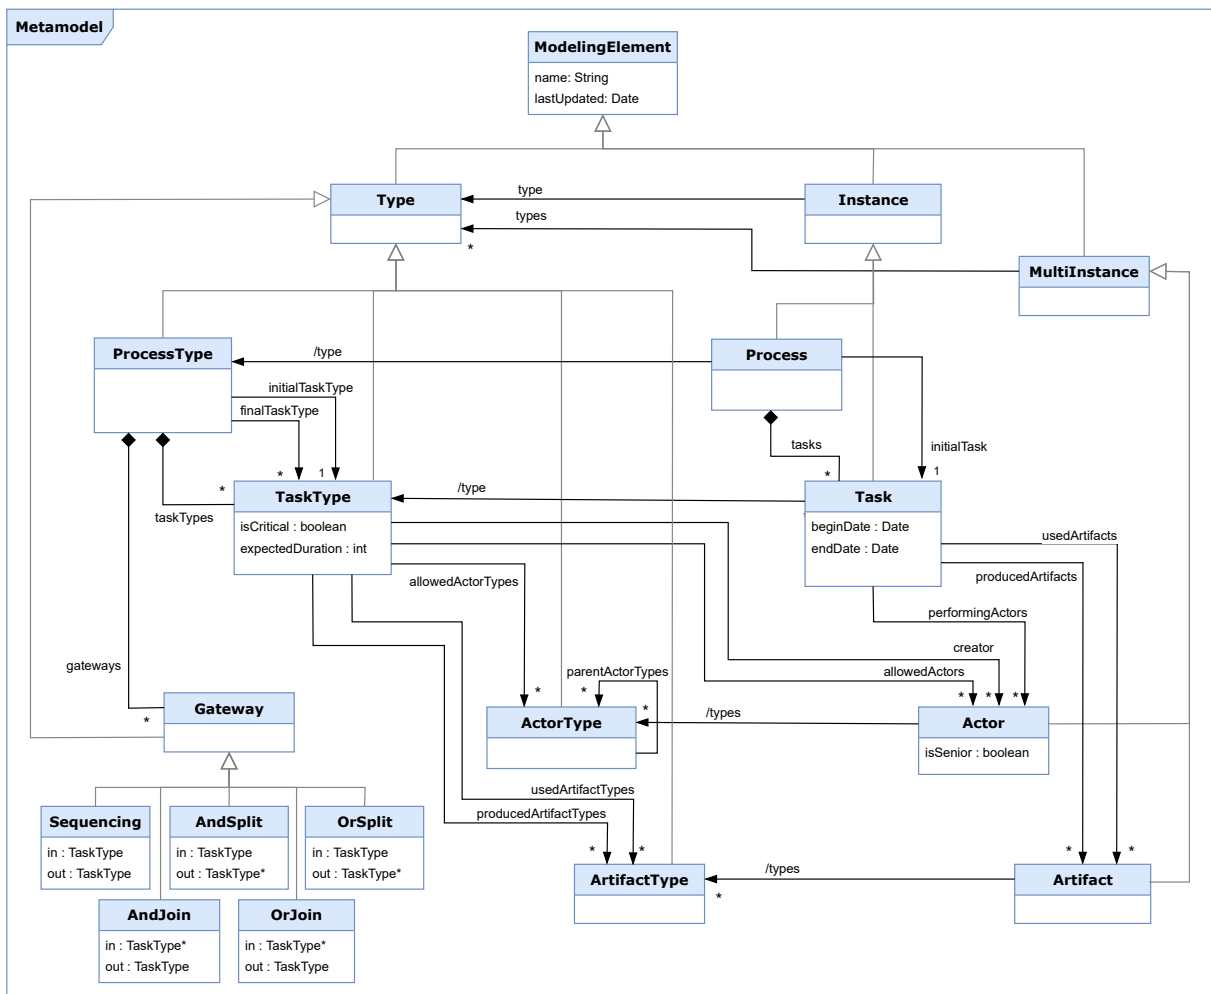 Metamodel
ModelingElement
name: String
lastUpdated: Date
Type
type
Instance
types
*
MultiInstance
ProcessType
/type
Process
initialTaskType
finalTaskType
tasks
initialTask
*
1
*
*
1
TaskType
/type
Task
taskTypes
isCritical : boolean
expectedDuration : int
beginDate : Date
endDate : Date
usedArtifacts
allowedActorTypes
producedArtifacts
performingActors
creator
gateways
parentActorTypes
allowedActors
*
*
*
*
*
*
Gateway
*
ActorType
/types
Actor
isSenior : boolean
usedArtifactTypes
producedArtifactTypes
Sequencing
in : TaskType
out : TaskType
AndSplit
in : TaskType
out : TaskType*
OrSplit
in : TaskType
out : TaskType*
*
*
*
*
ArtifactType
/types
Artifact
*
AndJoin
in : TaskType*
out : TaskType
OrJoin
in : TaskType*
out : TaskType